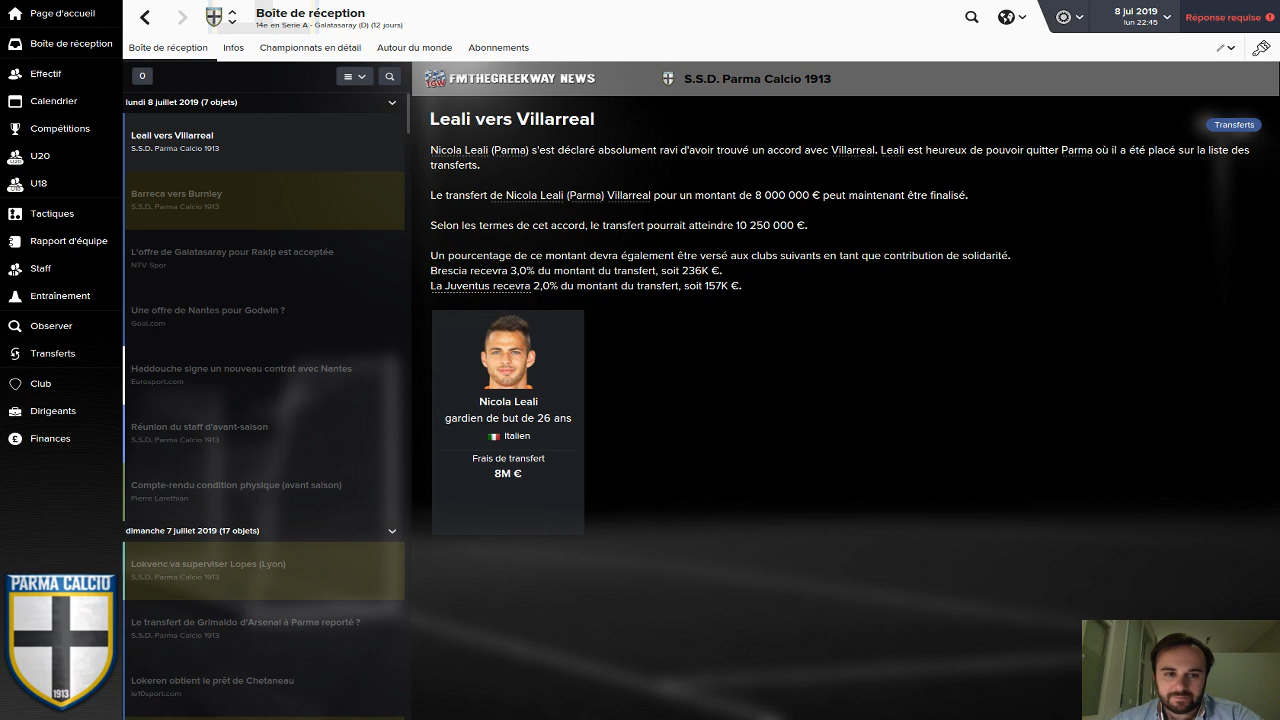 Page d'accueil
Boîte de réception
Effectif
Calendrier
Compétitions
U20
U20
U18
U18
Tactiques
Rapport d'équipe
Staff
Entraînement
Observer
Transferts
Club
Dirigeants
Finances
PARMA CALCIO
1913
Boîte de réception
14e en Serie A - Galatasaray (D) (12 jours)
8 jul 2019
lun 22:45
Réponse requise
Boîte de réception
Infos
Championnats en détail
Autour du monde
Abonnements
0
lundi 8 juillet 2019 (7 objets)
Leali vers Villarreal
S.S.D. Parma Calcio 1913
Barreca vers Burnley
S.S.D. Parma Calcio 1913
L'offre de Galatasaray pour Rakip est acceptée
NTV Spor
Une offre de Nantes pour Godwin ?
Goal.com
Haddouche signe un nouveau contrat avec Nantes
Eurosport.com
Réunion du staff d'avant-saison
S.S.D. Parma Calcio 1913
Compte-rendu condition physique (avant saison)
Pierre Larethian
dimanche 7 juillet 2019 (17 objets)
Lokvenc va superviser Lopes (Lyon)
S.S.D. Parma Calcio 1913
Le transfert de Grimaldo d'Arsenal à Parma reporté ?
S.S.D. Parma Calcio 1913
Lokeren obtient le prêt de Chetaneau
le10sport.com
FMTHEGREEKWAY NEWS
S.S.D. Parma Calcio 1913
Leali vers Villarreal
Transferts
Nicola Leali (Parma) s'est déclaré absolument ravi d'avoir trouvé un accord avec Villarreal. Leali est heureux de pouvoir quitter Parma où il a été placé sur la liste des
transferts.
Le transfert de Nicola Leali (Parma) Villarreal pour un montant de 8 000 000 € peut maintenant être finalisé.
Selon les termes de cet accord, le transfert pourrait atteindre 10 250 000 €.
Un pourcentage de ce montant devra également être versé aux clubs suivants en tant que contribution de solidarité.
Brescia recevra 3,0% du montant du transfert, soit 236K €.
La Juventus recevra 2,0% du montant du transfert, soit 157K €.
Nicola Leali
gardien de but de 26 ans
Italien
Frais de transfert
8M €